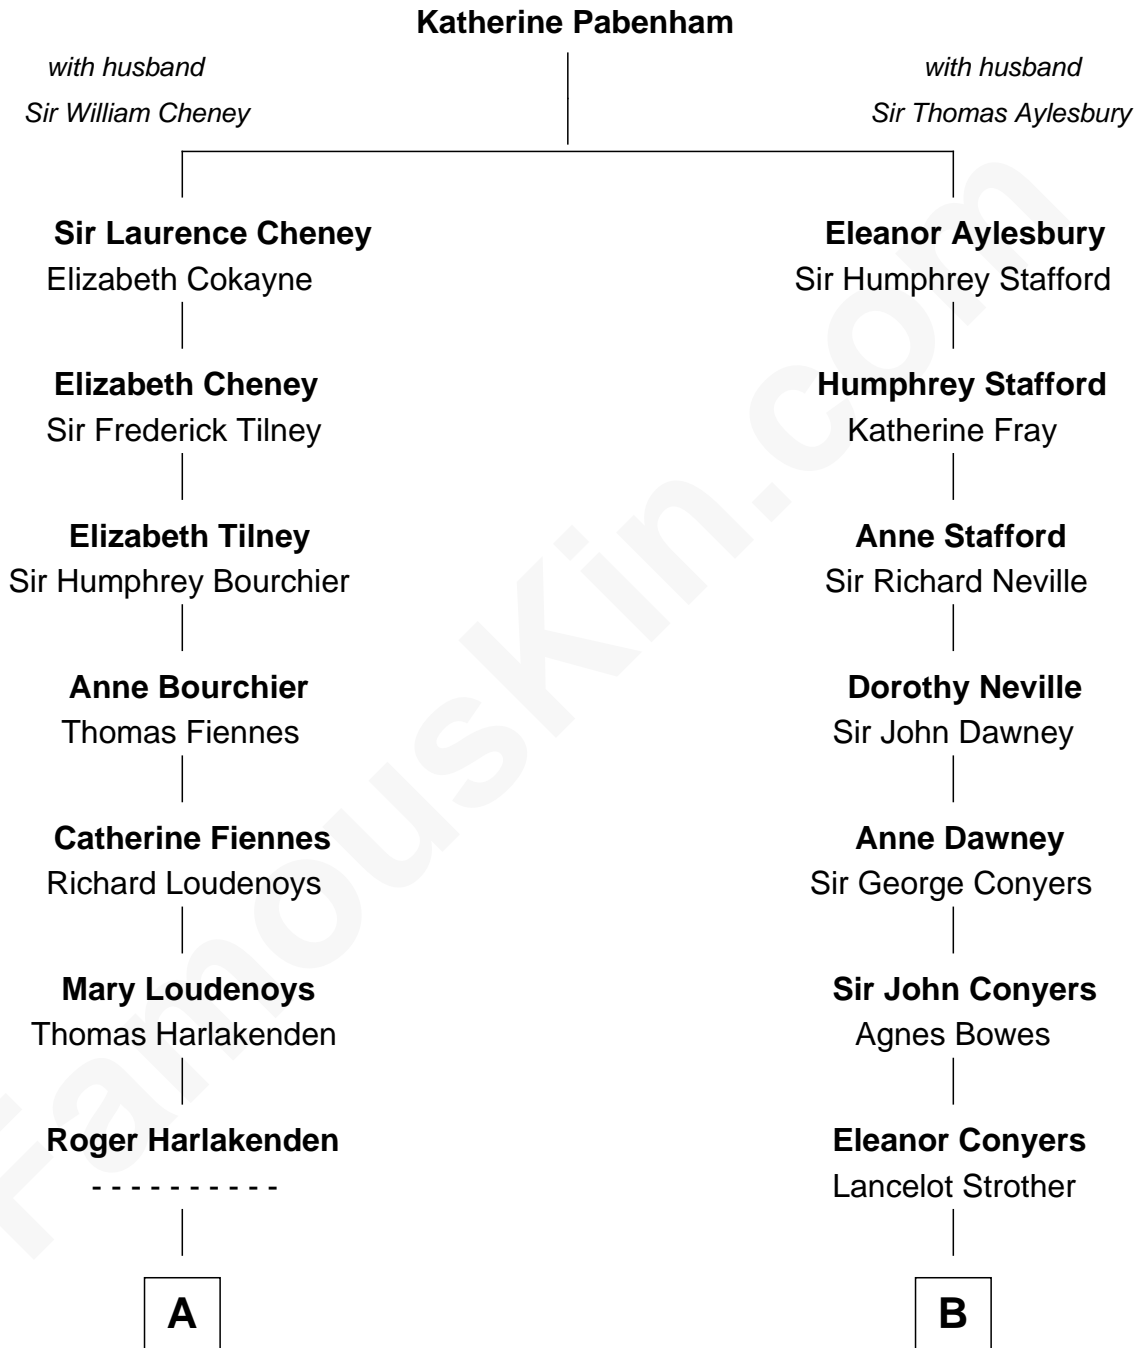 Katherine Pabenham
with husband
Sir William Cheney
with husband
Sir Thomas Aylesbury
Sir Laurence Cheney
Elizabeth Cokayne
Eleanor Aylesbury
Sir Humphrey Stafford
Elizabeth Cheney
Sir Frederick Tilney
Humphrey Stafford
Katherine Fray
Elizabeth Tilney
Sir Humphrey Bourchier
Anne Stafford
Sir Richard Neville
Anne Bourchier
Thomas Fiennes
Dorothy Neville
Sir John Dawney
Catherine Fiennes
Richard Loudenoys
Anne Dawney
Sir George Conyers
Mary Loudenoys
Thomas Harlakenden
Sir John Conyers
Agnes Bowes
Roger Harlakenden
- - - - - - - - - -
Eleanor Conyers
Lancelot Strother
A
B
FamousKin.com